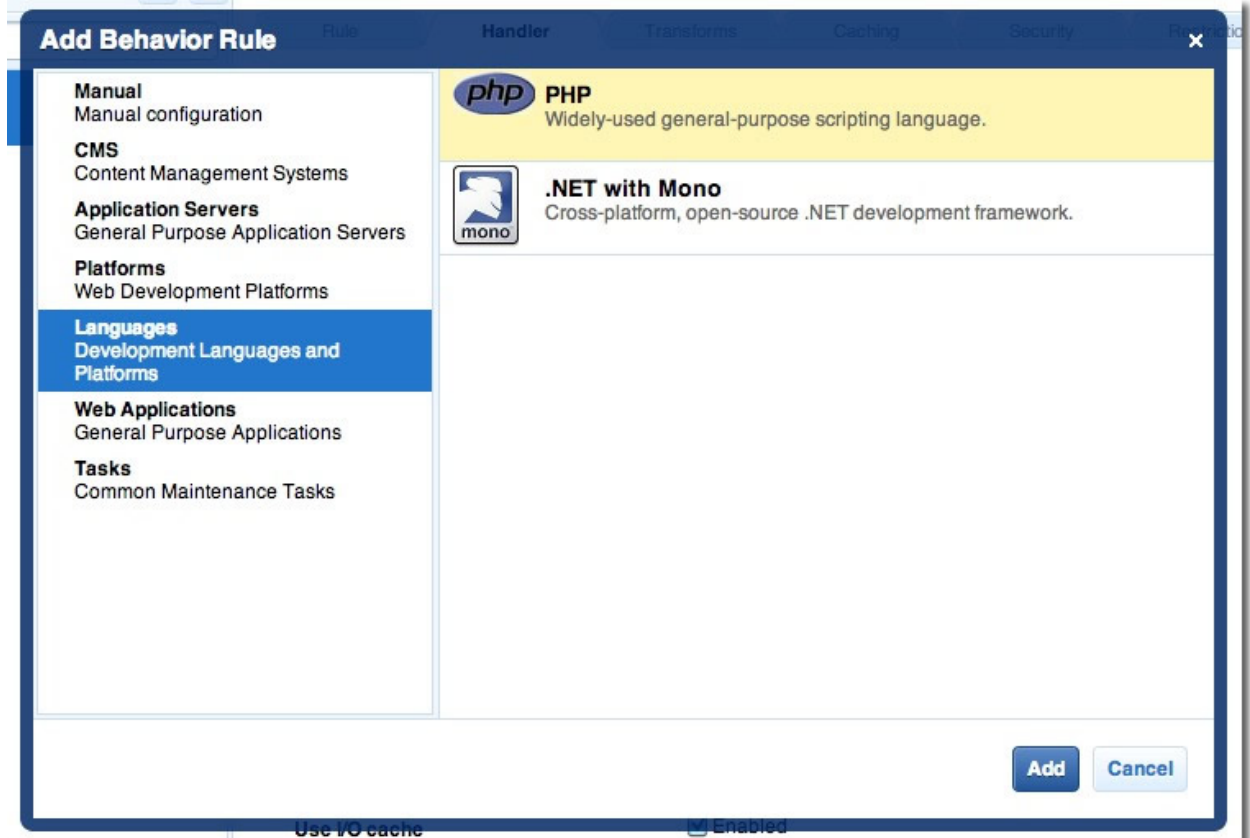 Rule Handler Transforms Caching Security
Add Behavior Rule
×
Manual
Manual configuration
CMS
Content Management Systems
Application Servers
General Purpose Application Servers
Platforms
Web Development Platforms
Languages
Development Languages and
Platforms
Web Applications
General Purpose Applications
Tasks
Common Maintenance Tasks
php
PHP
Widely-used general-purpose scripting language.
mono
.NET with Mono
Cross-platform, open-source .NET development framework.
Add Cancel
Use I/O cache Enabled